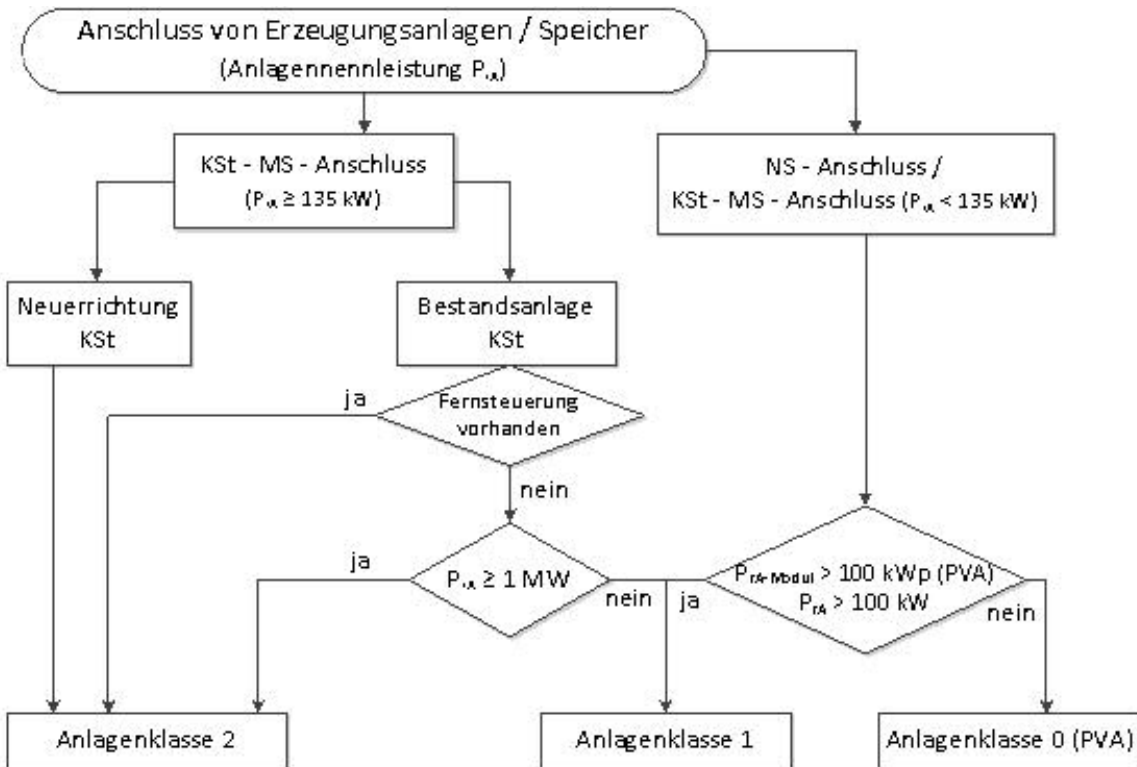 Anschluss von Erzeugungsanlagen / Speicher
(Anlagennennleistung PrA)
KSt - MS - Anschluss
(PrA ≥ 135 kW)
NS - Anschluss /
KSt - MS - Anschluss (PrA < 135 kW)
Neuerrichtung
KSt
Bestandsanlage
KSt
ja
Fernsteuerung
vorhanden
nein
ja
PrA ≥ 1 MW
nein
ja
PrA-Modul > 100 kWp (PVA)
PrA > 100 kW
nein
Anlagenklasse 2
Anlagenklasse 1
Anlagenklasse 0 (PVA)